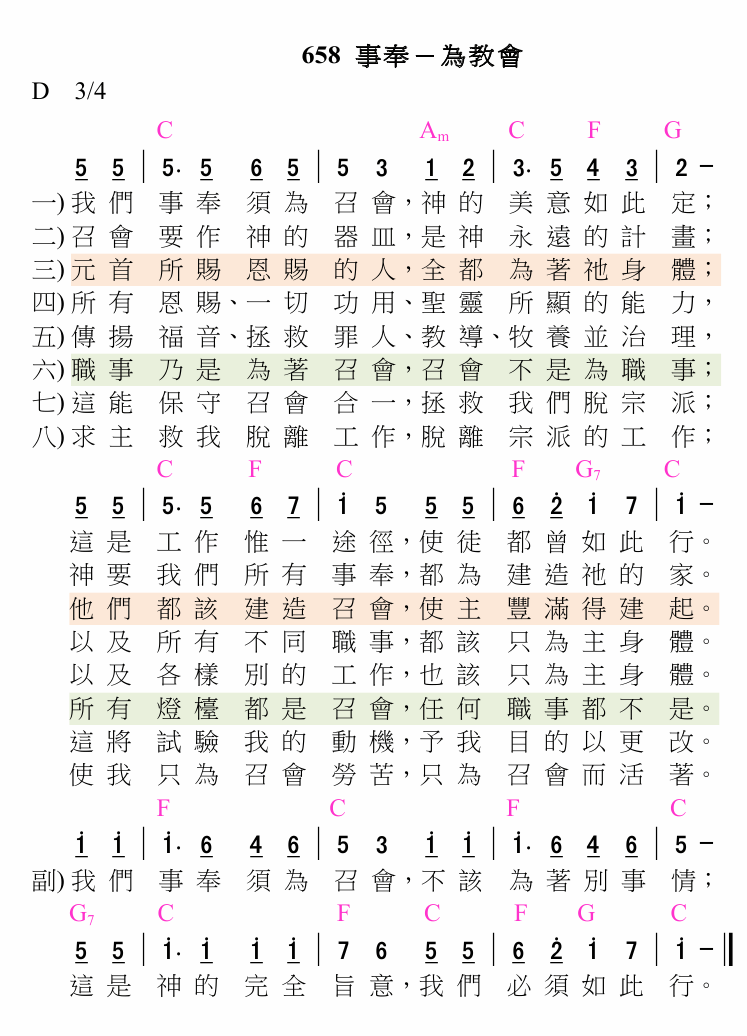 658 事奉－為教會
D 3/4
C Am C F G
5 5 | 5. 5 6 5 | 5 3 1 2 | 3. 5 4 3 | 2 －
一) 我們事奉須為召會，神的美意如此定；
二) 召會要作神的器皿，是神永遠的計畫；
三) 元首所賜恩賜的人，全都為著祂身體；
四) 所有恩賜、一切功用、聖靈所顯的能力，
五) 傳揚福音、拯救罪人、教導、牧養並治理，
六) 職事乃是為著召會，召會不是為職事；
七) 這能保守召會合一，拯救我們脫宗派；
八) 求主救我脫離工作，脫離宗派的工作；
C F C F G7 C
5 5 | 5. 5 6 7 | i 5 5 5 | 6 2̇ i 7 | i －
這是工作惟一途徑，使徒都曾如此行。
神要我們所有事奉，都為建造祂的家。
他們都該建造召會，使主豐滿得建起。
以及所有不同職事，都該只為主身體。
以及各樣別的工作，也該只為主身體。
所有燈檯都是召會，任何職事都不是。
這將試驗我的動機，予我目的以更改。
使我只為召會勞苦，只為召會而活著。
F C F C
i i | i. 6 4 6 | 5 3 i i | i. 6 4 6 | 5 －
副) 我們事奉須為召會，不該為著別事情；
G7 C F C F G C
5 5 | i. i i i | 7 6 5 5 | 6 2̇ i 7 | i － ‖
這是神的完全旨意，我們必須如此行。